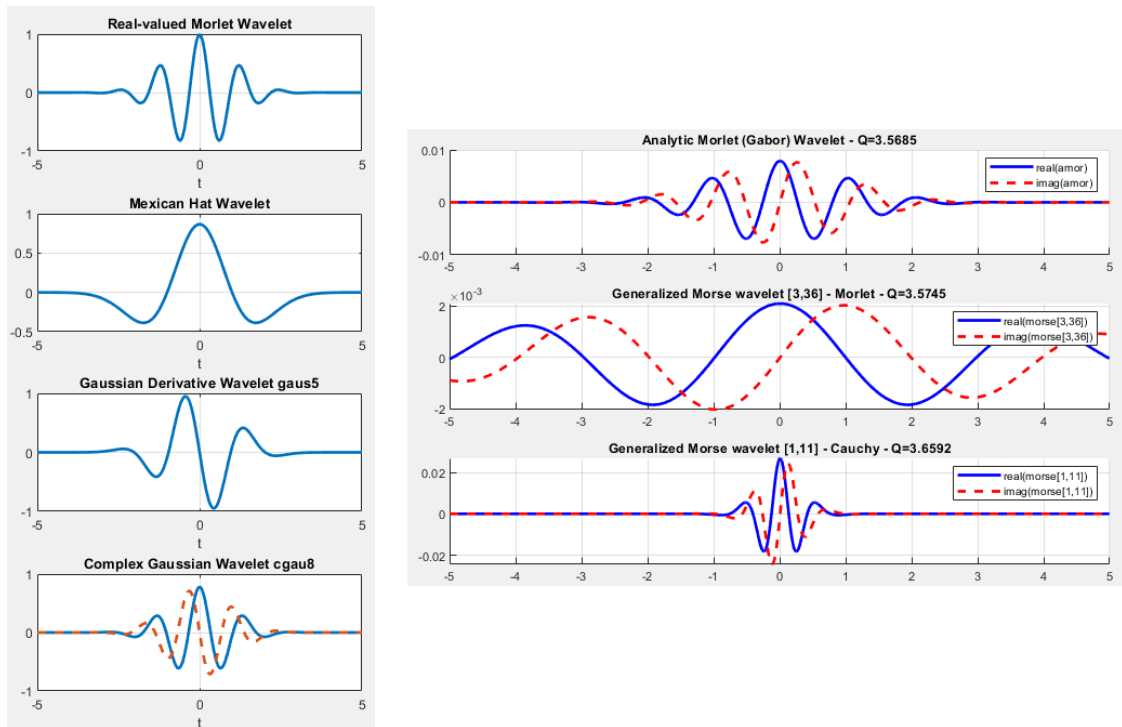 Real-valued Morlet Wavelet
1
0
-1
-5
0
5
t
Mexican Hat Wavelet
1
0.5
0
-0.5
-5
0
5
t
Gaussian Derivative Wavelet gaus5
1
0
-1
-5
0
5
t
Complex Gaussian Wavelet cgau8
1
0
-1
-5
0
5
t
Analytic Morlet (Gabor) Wavelet - Q=3.5685
0.01
0
-0.01
real(amor)
imag(amor)
-5 -4 -3 -2 -1 0 1 2 3 4 5
×10⁻³
Generalized Morse wavelet [3,36] - Morlet - Q=3.5745
2
0
-2
real(morse[3,36])
imag(morse[3,36])
-5 -4 -3 -2 -1 0 1 2 3 4 5
Generalized Morse wavelet [1,11] - Cauchy - Q=3.6592
0.02
0
-0.02
real(morse[1,11])
imag(morse[1,11])
-5 -4 -3 -2 -1 0 1 2 3 4 5